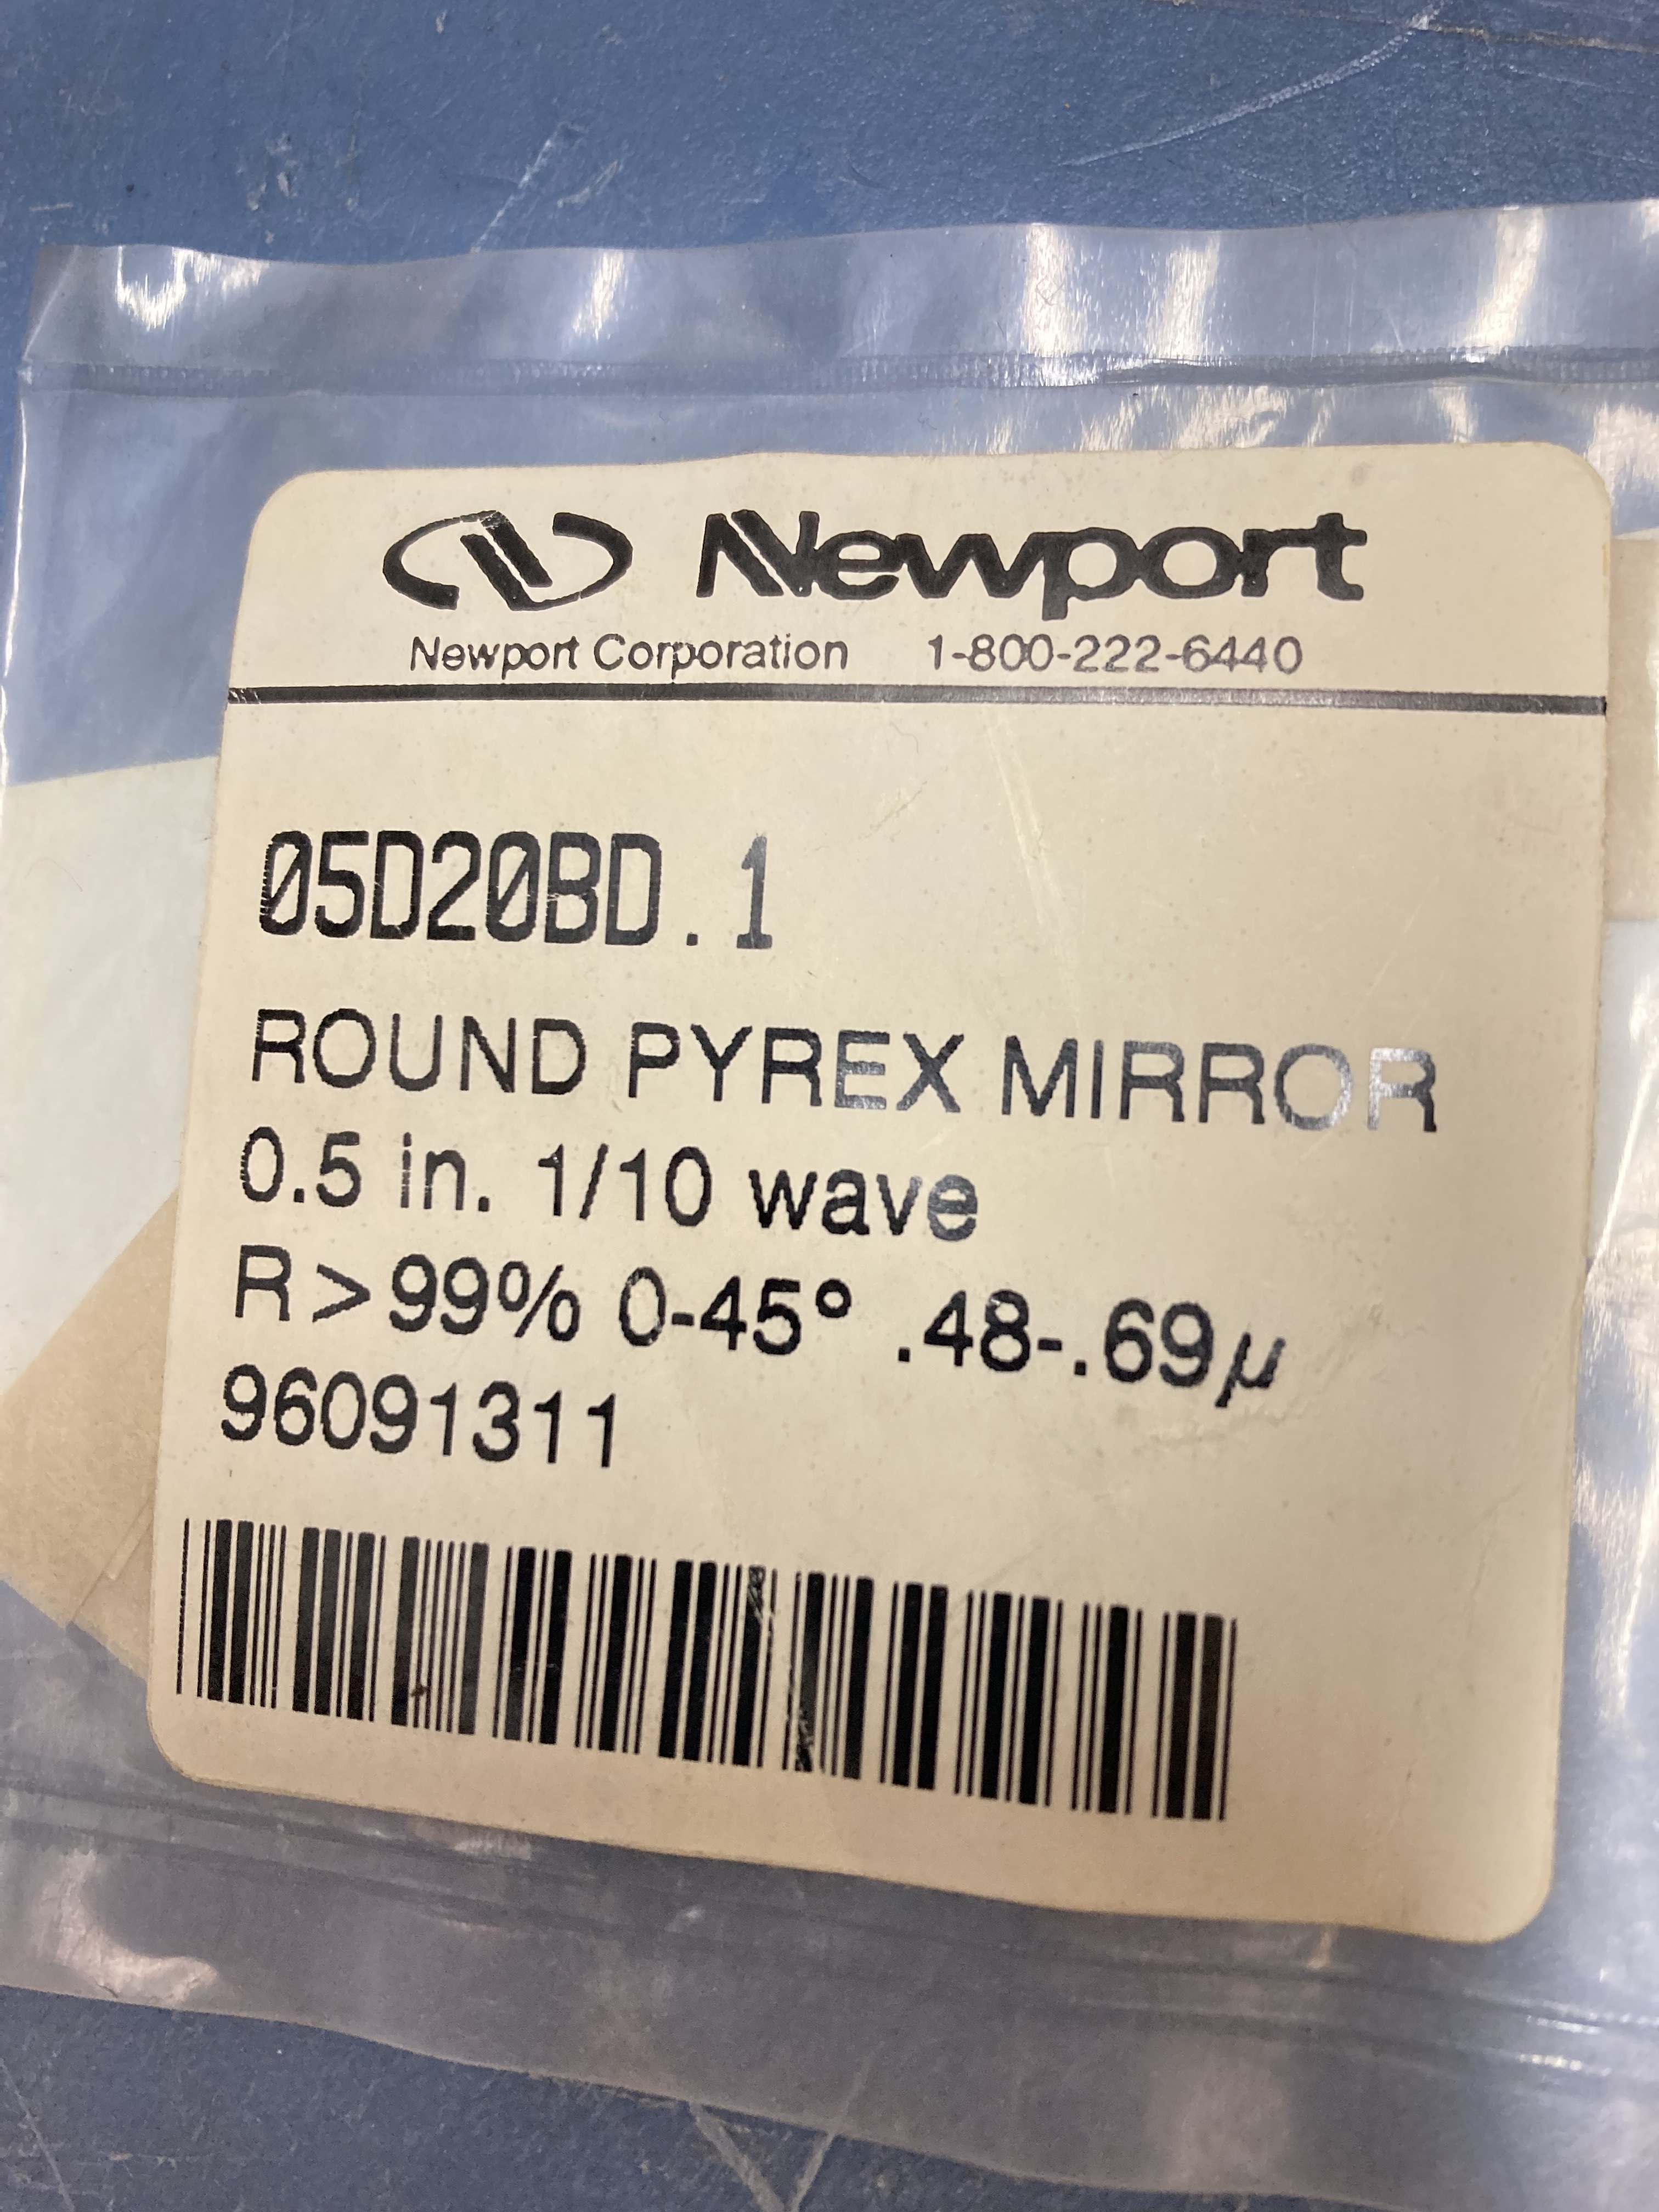 Newport
Newport Corporation 1-800-222-6440
05D20BD.1
ROUND PYREX MIRROR
0.5 in. 1/10 wave
R>99% 0-45° .48-.69µ
96091311